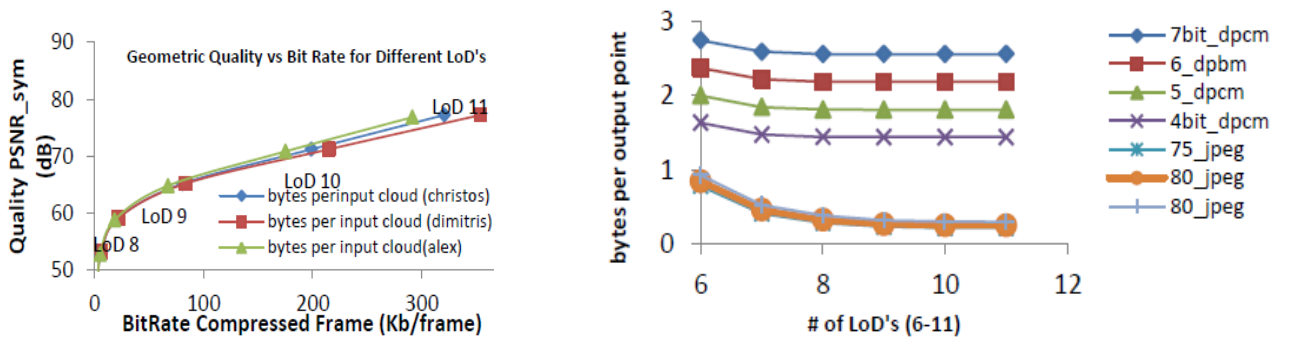 90
80
70
60
50
Quality PSNR_sym
(dB)
Geometric Quality vs Bit Rate for Different LoD's
LoD 11
LoD 10
LoD 9
LoD 8
bytes perinput cloud (christos)
bytes per input cloud (dimitris)
bytes per input cloud(alex)
0
100
200
300
BitRate Compressed Frame (Kb/frame)
3
2
1
0
bytes per output point
6
8
10
12
# of LoD's (6-11)
7bit_dpcm
6_dpbm
5_dpcm
4bit_dpcm
75_jpeg
80_jpeg
80_jpeg